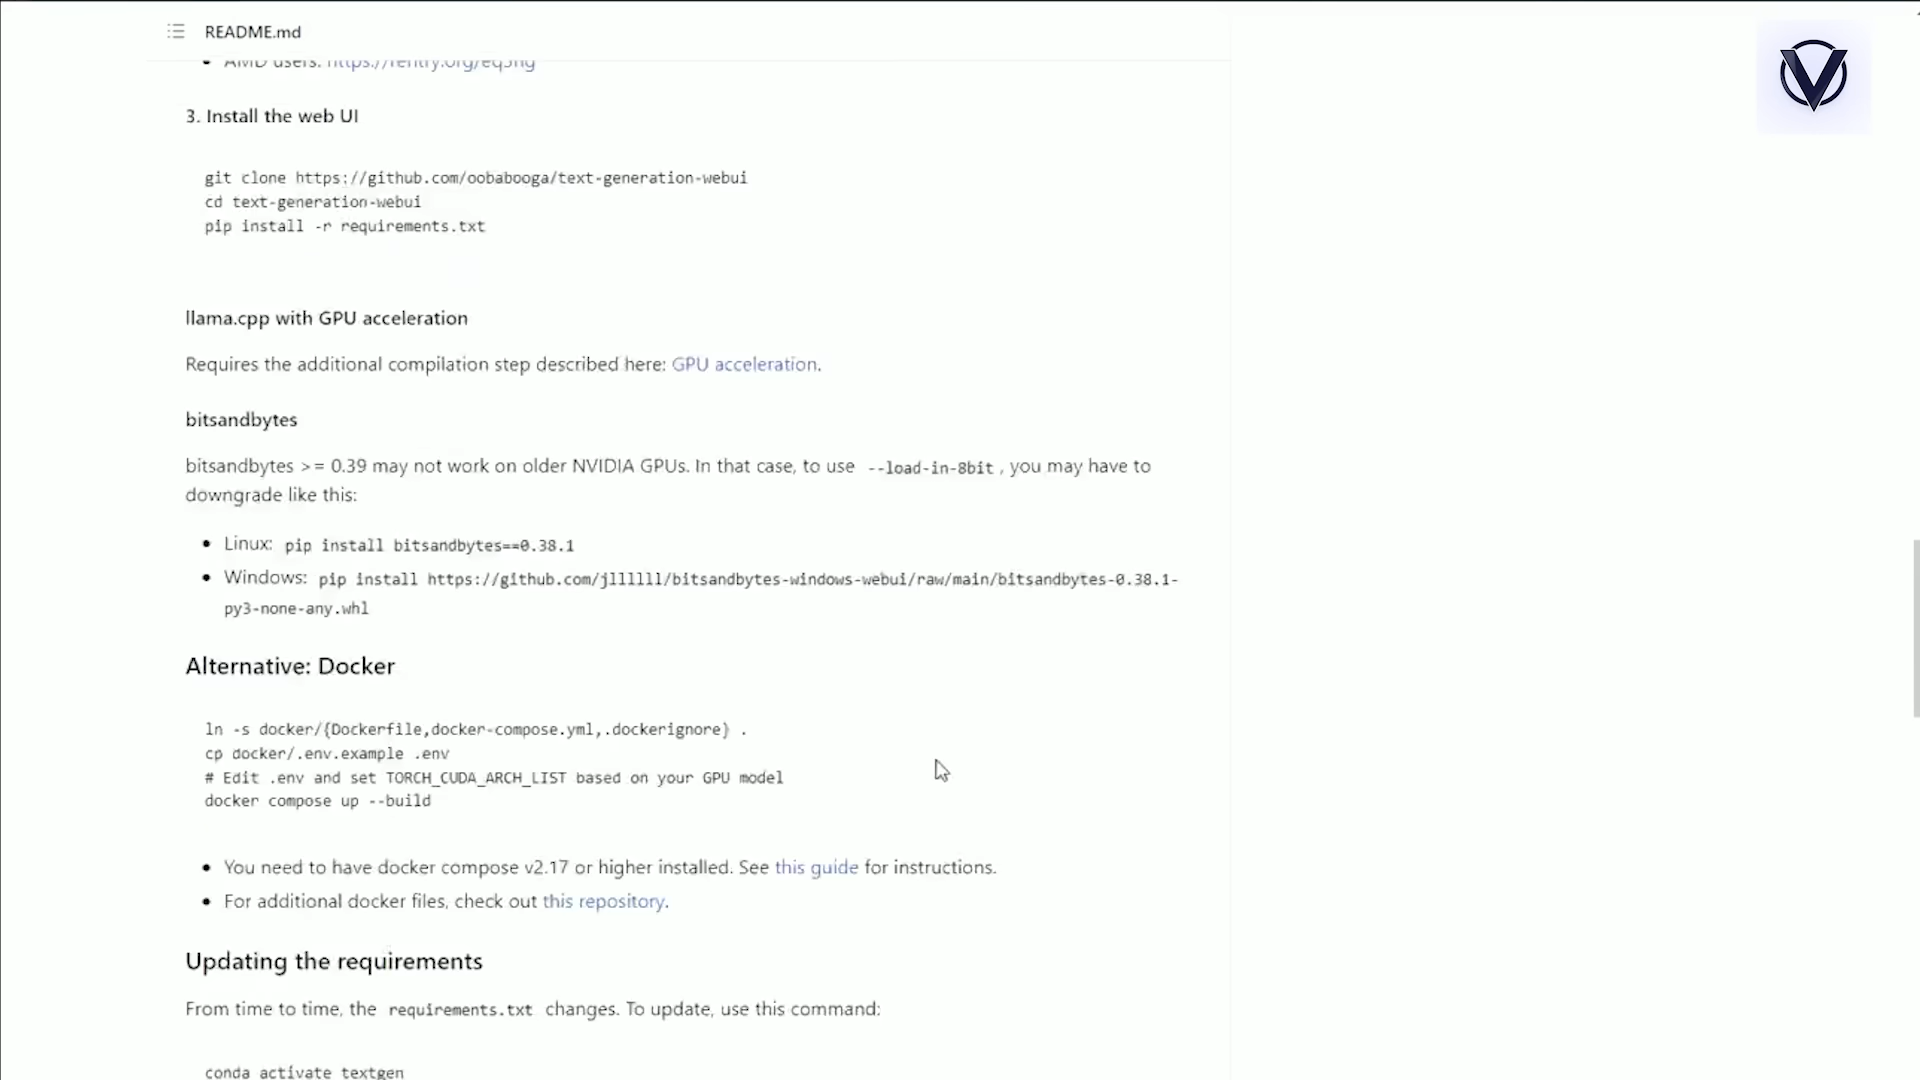 README.md
AMD users: https://rentry.org/eq3hg
3. Install the web UI
git clone https://github.com/oobabooga/text-generation-webui
cd text-generation-webui
pip install -r requirements.txt
llama.cpp with GPU acceleration
Requires the additional compilation step described here: GPU acceleration.
bitsandbytes
bitsandbytes >= 0.39 may not work on older NVIDIA GPUs. In that case, to use --load-in-8bit, you may have to
downgrade like this:
Linux: pip install bitsandbytes==0.38.1
Windows: pip install https://github.com/jllllll/bitsandbytes-windows-webui/raw/main/bitsandbytes-0.38.1-
py3-none-any.whl
Alternative: Docker
ln -s docker/{Dockerfile,docker-compose.yml,.dockerignore} .
cp docker/.env.example .env
# Edit .env and set TORCH_CUDA_ARCH_LIST based on your GPU model
docker compose up --build
You need to have docker compose v2.17 or higher installed. See this guide for instructions.
For additional docker files, check out this repository.
Updating the requirements
From time to time, the requirements.txt changes. To update, use this command:
conda activate textgen